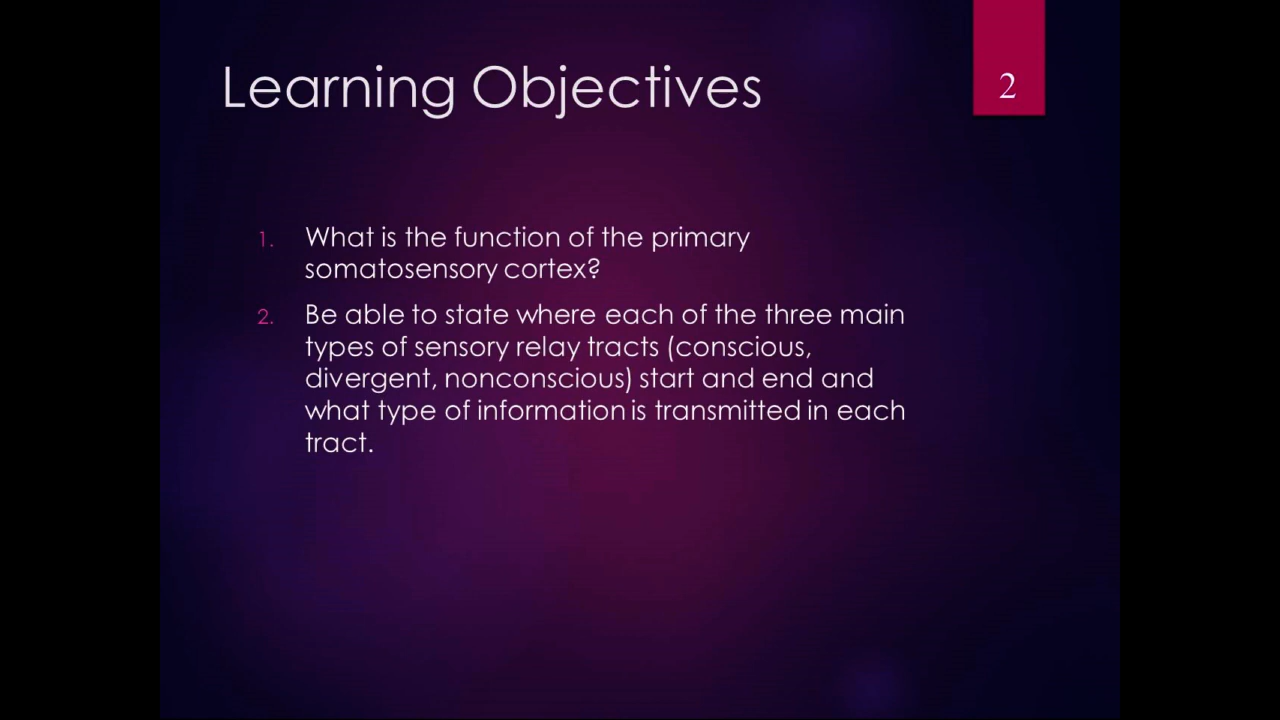 Learning Objectives
2
1. What is the function of the primary
somatosensory cortex?
2. Be able to state where each of the three main
types of sensory relay tracts (conscious,
divergent, nonconscious) start and end and
what type of information is transmitted in each
tract.